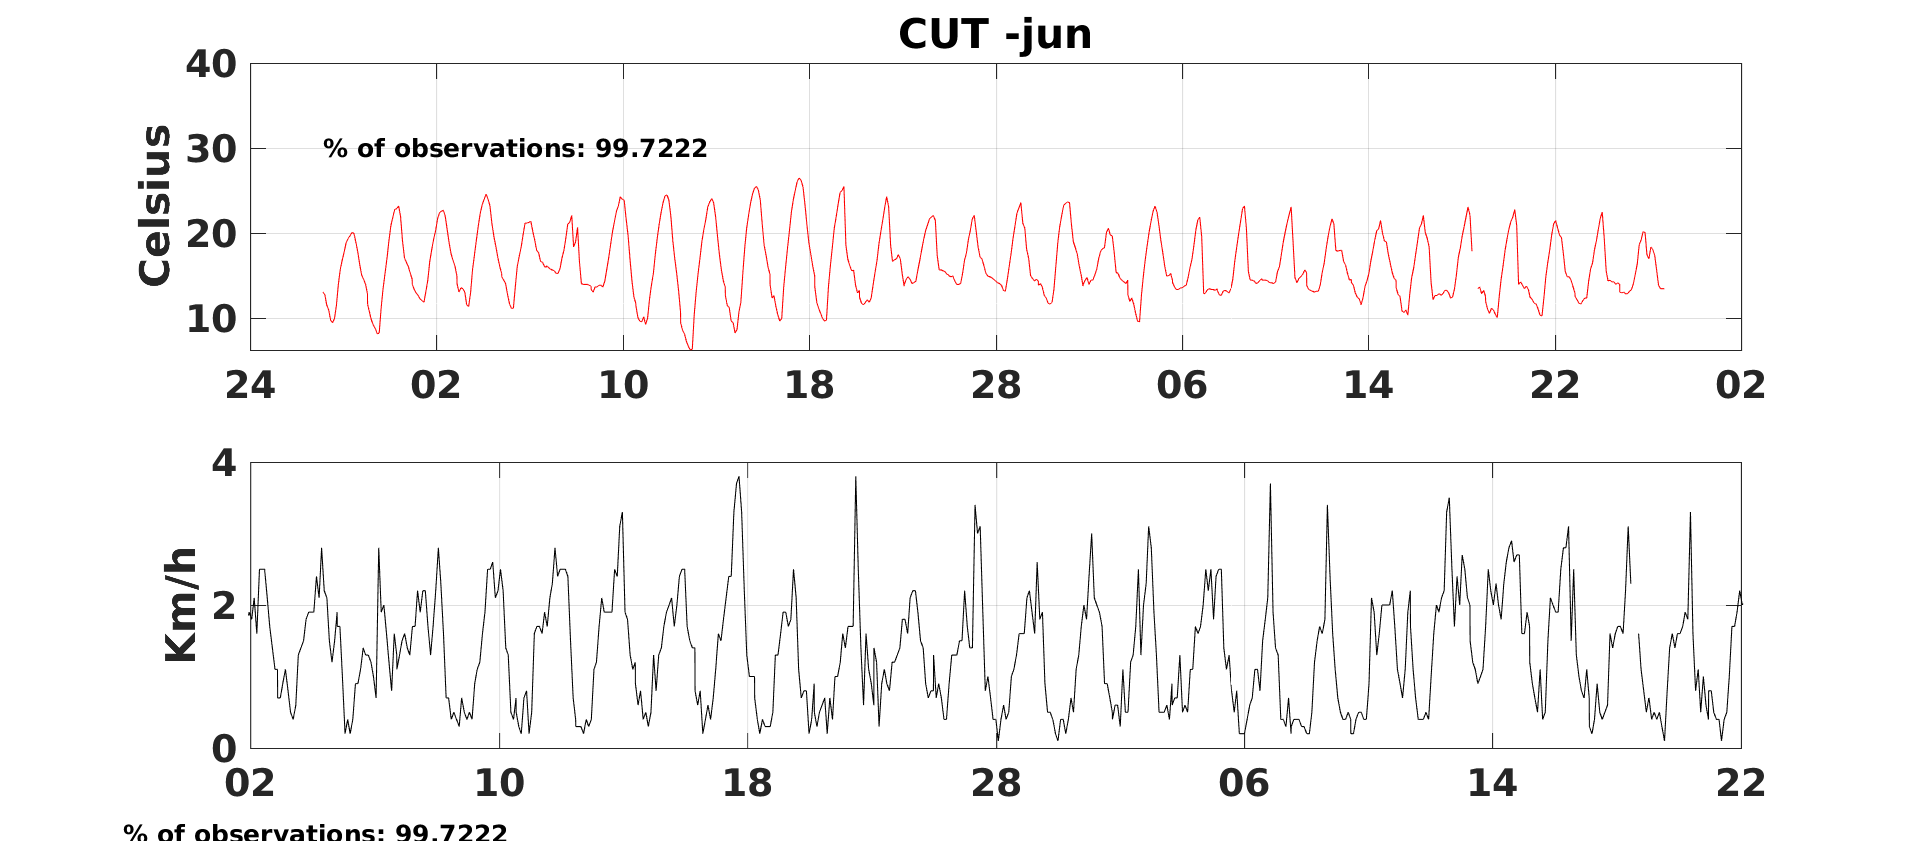 CUT -jun
40
30
20
10
Celsius
% of observations: 99.7222
24 02 10 18 28 06 14 22 02
4
2
0
Km/h
02 10 18 28 06 14 22
% of observations: 99.7222